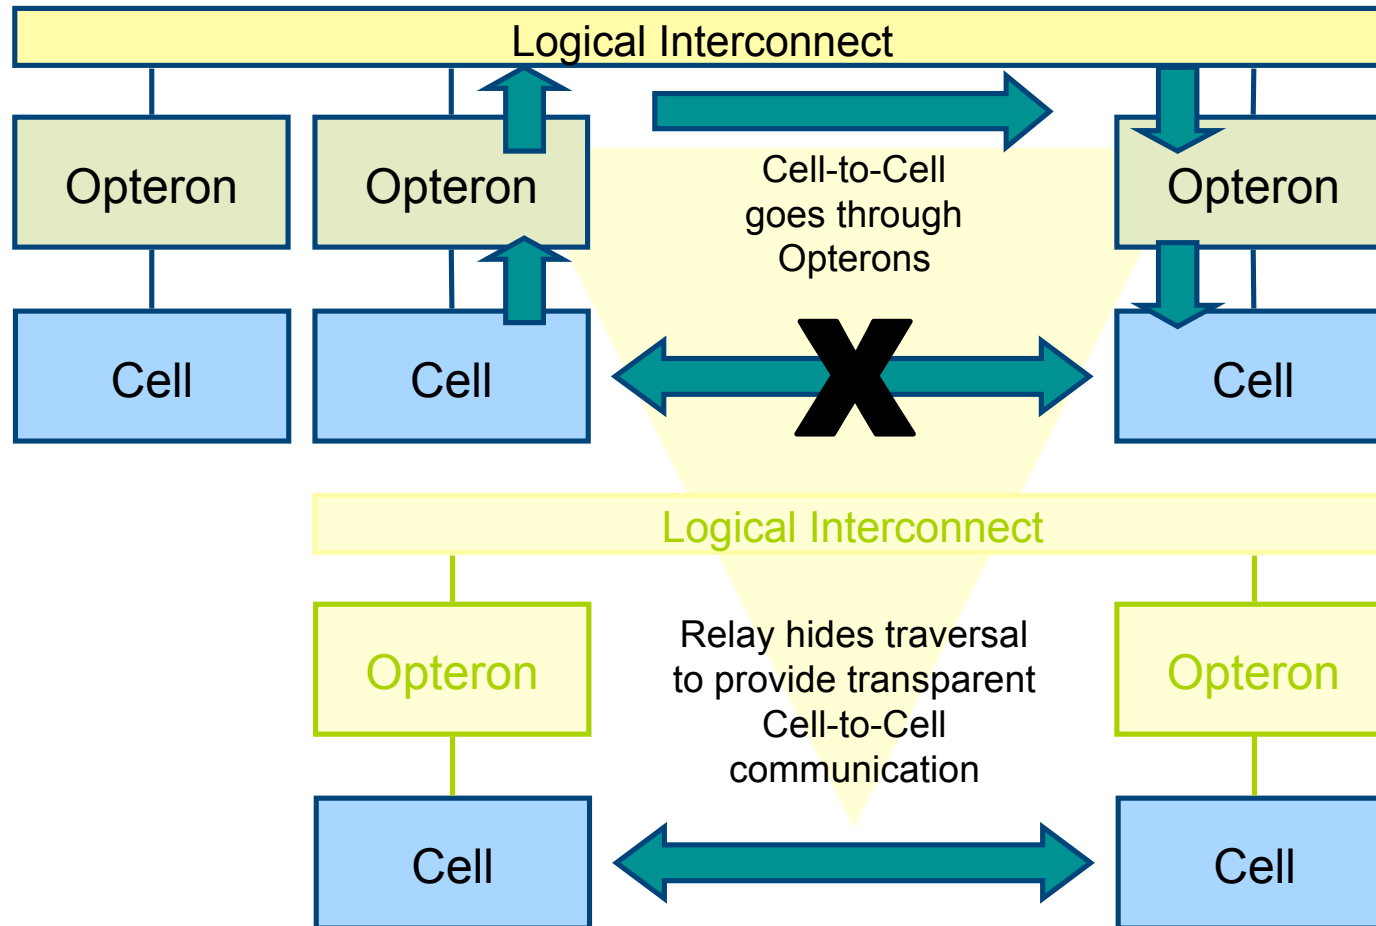 Logical Interconnect
Opteron
Opteron
Cell-to-Cell
goes through
Opterons
Opteron
Cell
Cell
X
Cell
Logical Interconnect
Opteron
Relay hides traversal
to provide transparent
Cell-to-Cell
communication
Opteron
Cell
Cell